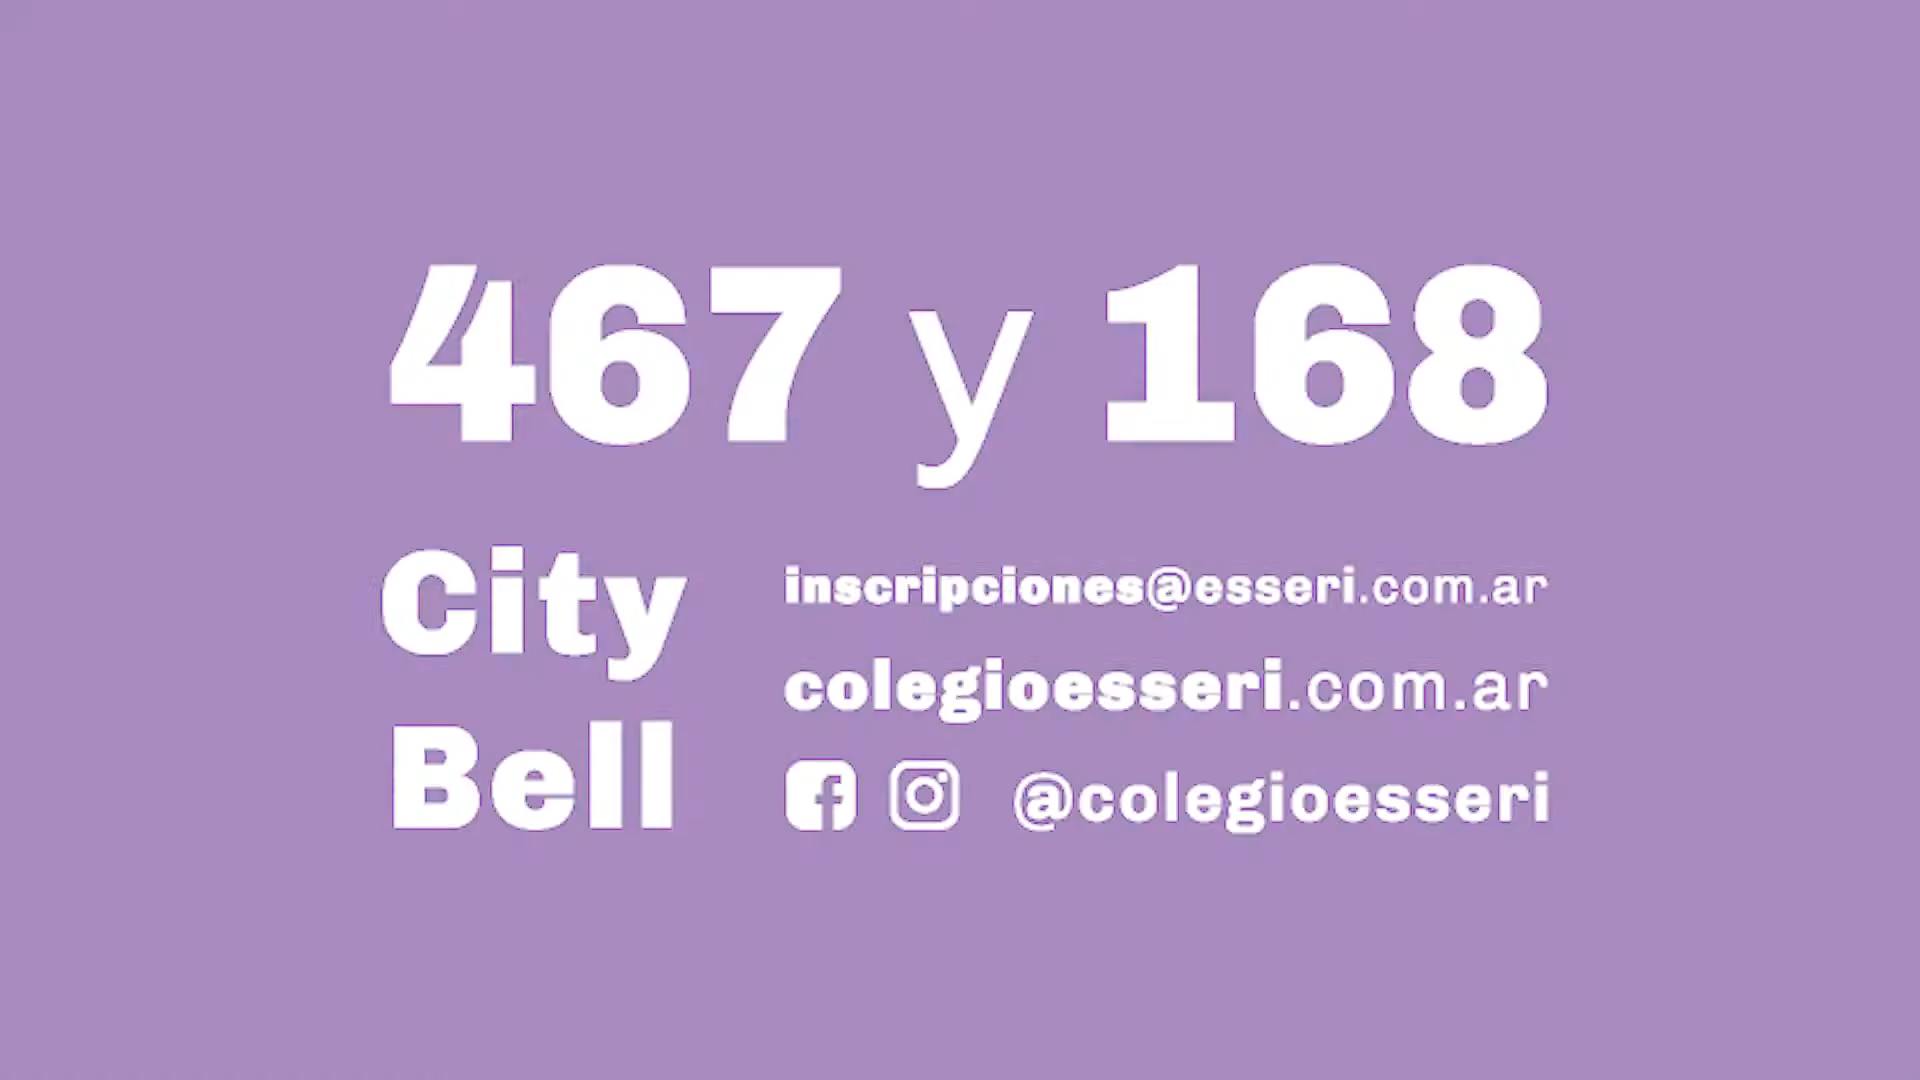 467 y 168
City
Bell
inscripciones@esseri.com.ar
colegioesseri.com.ar
@colegioesseri